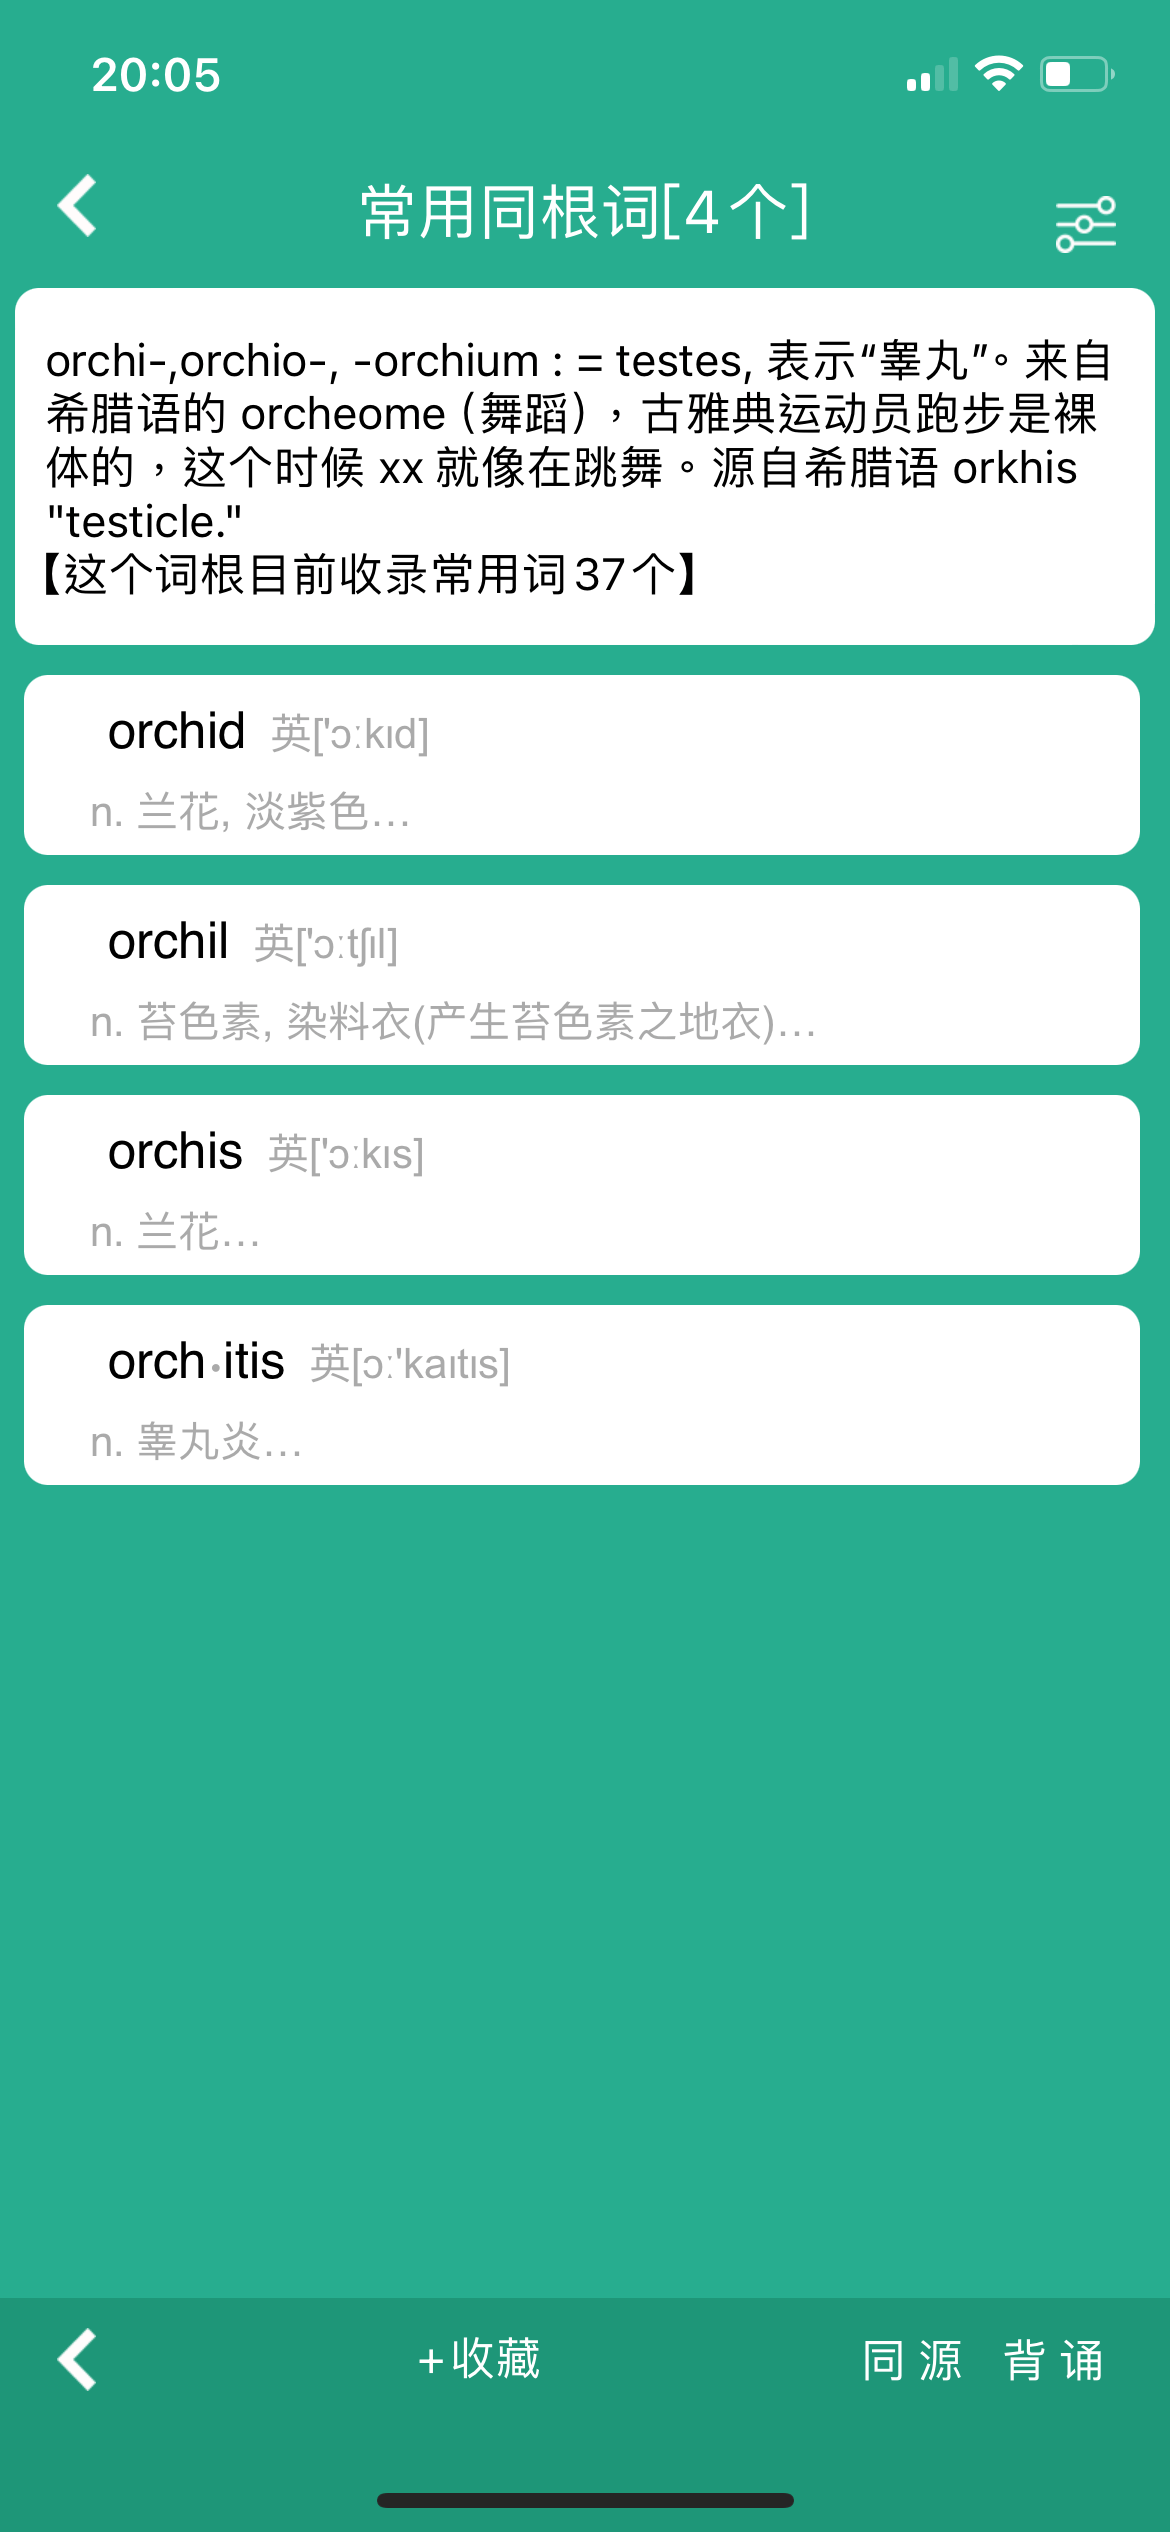 20:05
常用同根词[4个]
orchi-,orchio-, -orchium : = testes, 表示“睾丸”。来自
希腊语的 orcheome（舞蹈），古雅典运动员跑步是裸
体的，这个时候 xx 就像在跳舞。源自希腊语 orkhis
"testicle."
【这个词根目前收录常用词37个】
orchid 英['ɔːkɪd]
n. 兰花, 淡紫色...
orchil 英['ɔːtʃɪl]
n. 苔色素, 染料衣(产生苔色素之地衣)...
orchis 英['ɔːkɪs]
n. 兰花...
orch·itis 英[ɔː'kaɪtɪs]
n. 睾丸炎...
+收藏 同源 背诵